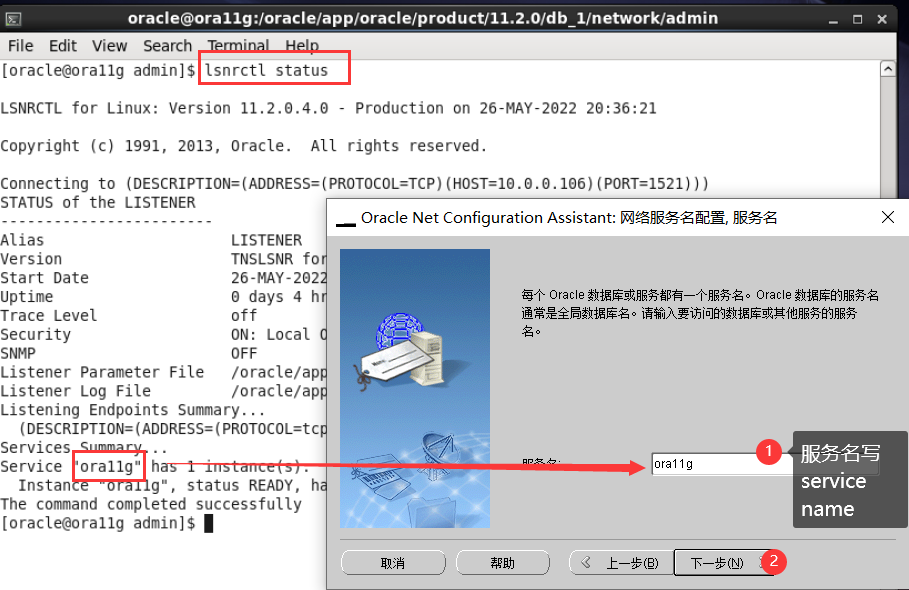 oracle@ora11g:/oracle/app/oracle/product/11.2.0/db_1/network/admin
File Edit View Search Terminal Help
[oracle@ora11g admin]$ lsnrctl status
LSNRCTL for Linux: Version 11.2.0.4.0 - Production on 26-MAY-2022 20:36:21
Copyright (c) 1991, 2013, Oracle.  All rights reserved.
Connecting to (DESCRIPTION=(ADDRESS=(PROTOCOL=TCP)(HOST=10.0.0.106)(PORT=1521)))
STATUS of the LISTENER
------------------------
Alias LISTENER
Version TNSLSNR for
Start Date 26-MAY-2022
Uptime 0 days 4 hr
Trace Level off
Security ON: Local O
SNMP OFF
Listener Parameter File /oracle/app
Listener Log File /oracle/app
Listening Endpoints Summary...
(DESCRIPTION=(ADDRESS=(PROTOCOL=tcp
Services Summary...
Service "ora11g" has 1 instance(s).
Instance "ora11g", status READY, ha
The command completed successfully
[oracle@ora11g admin]$
Oracle Net Configuration Assistant: 网络服务名配置, 服务名
每个 Oracle 数据库或服务都有一个服务名。Oracle 数据库的服务名
通常是全局数据库名。请输入要访问的数据库或其他服务的服务
名。
服务名:
ora11g
1
服务名写
service
name
取消
帮助
上一步(B)
下一步(N)
2